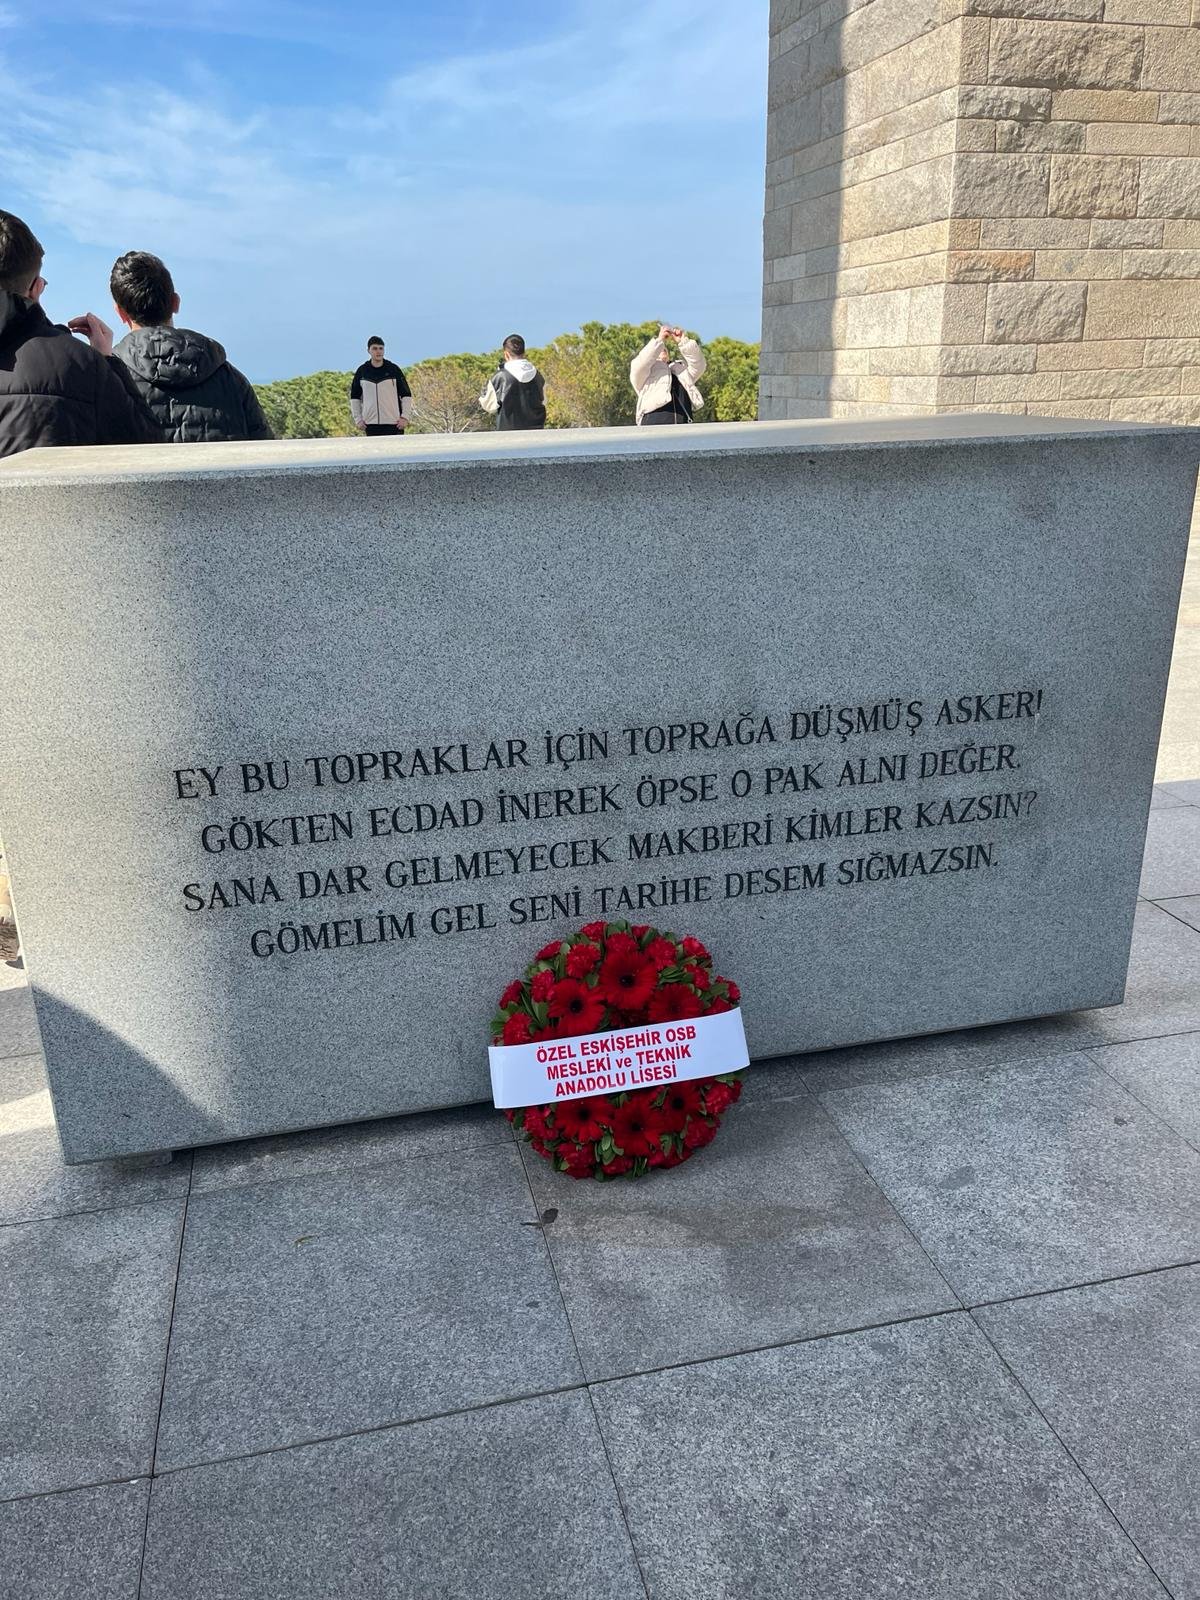 EY BU TOPRAKLAR İÇİN TOPRAĞA DÜŞMÜŞ ASKER!
GÖKTEN ECDAD İNEREK ÖPSE O PAK ALNI DEĞER.
SANA DAR GELMEYECEK MAKBERİ KİMLER KAZSIN?
GÖMELİM GEL SENİ TARİHE DESEM SIĞMAZSIN.
ÖZEL ESKİŞEHİR OSB
MESLEKİ ve TEKNİK
ANADOLU LİSESİ